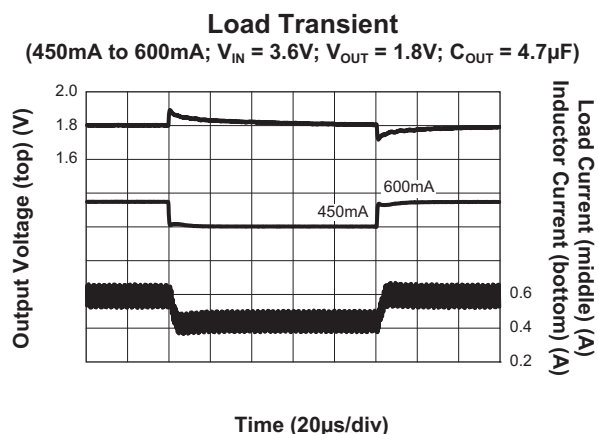 Load Transient
(450mA to 600mA; VIN = 3.6V; VOUT = 1.8V; COUT = 4.7µF)
Output Voltage (top) (V)
2.0
1.8
1.6
600mA
450mA
0.6
0.4
0.2
Load Current (middle) (A)
Inductor Current (bottom) (A)
Time (20µs/div)